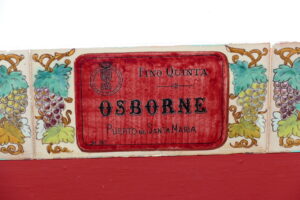 FINO QUINTA
OSBORNE
PUERTO DE SANTA MARIA